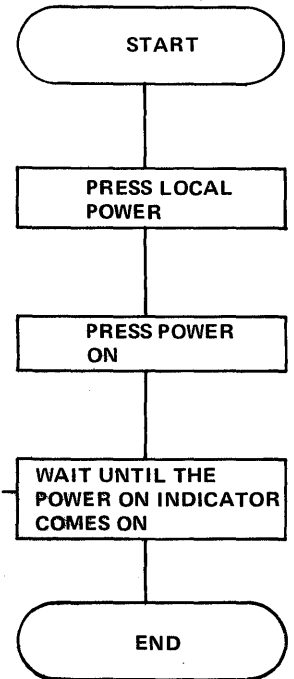 START
PRESS LOCAL
POWER
PRESS POWER
ON
WAIT UNTIL THE
POWER ON INDICATOR
COMES ON
END